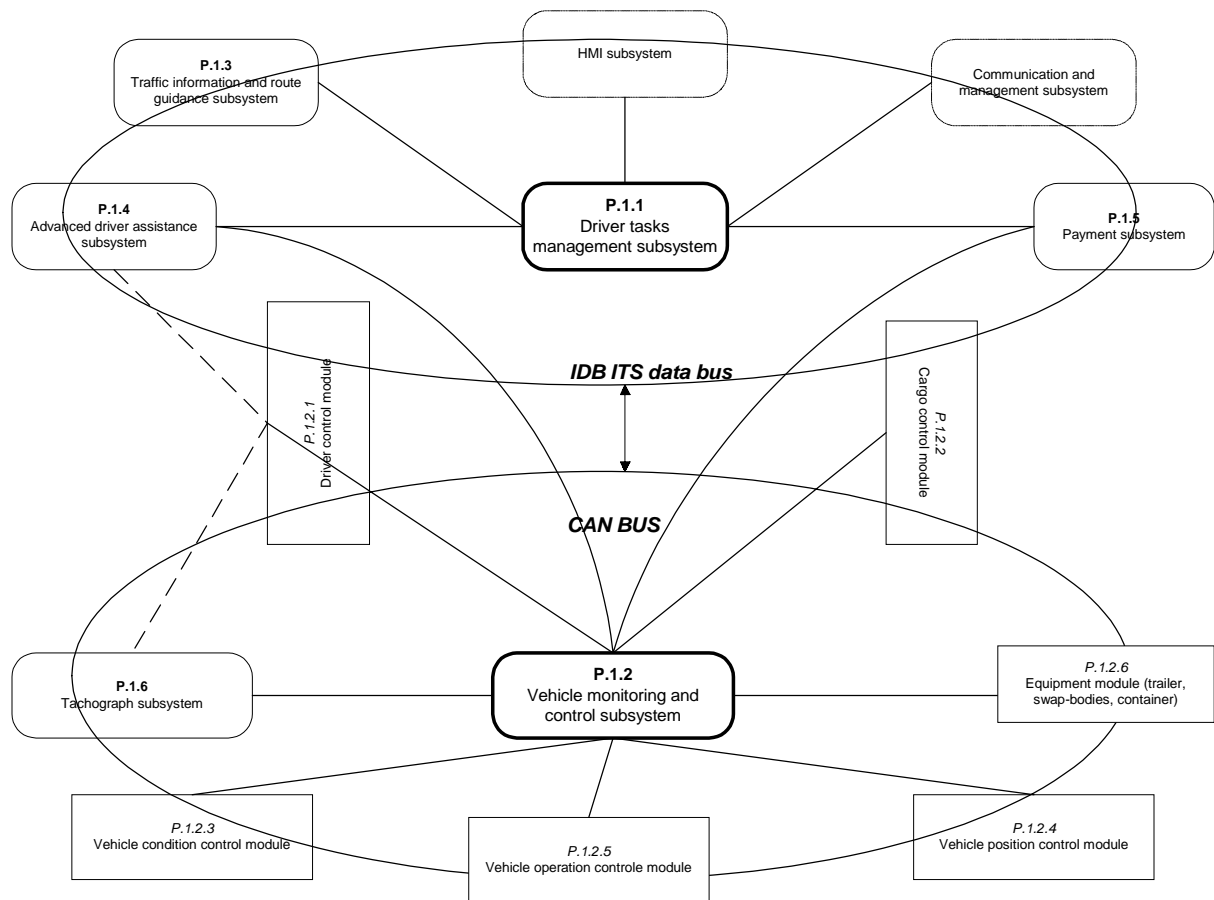 HMI subsystem
P.1.3
Traffic information and route
guidance subsystem
Communication and
management subsystem
P.1.4
Advanced driver assistance
subsystem
P.1.1
Driver tasks
management subsystem
P.1.5
Payment subsystem
P.1.2.1
Driver control module
IDB ITS data bus
P.1.2.2
Cargo control module
CAN BUS
P.1.6
Tachograph subsystem
P.1.2
Vehicle monitoring and
control subsystem
P.1.2.6
Equipment module (trailer,
swap-bodies, container)
P.1.2.3
Vehicle condition control module
P.1.2.5
Vehicle operation controle module
P.1.2.4
Vehicle position control module